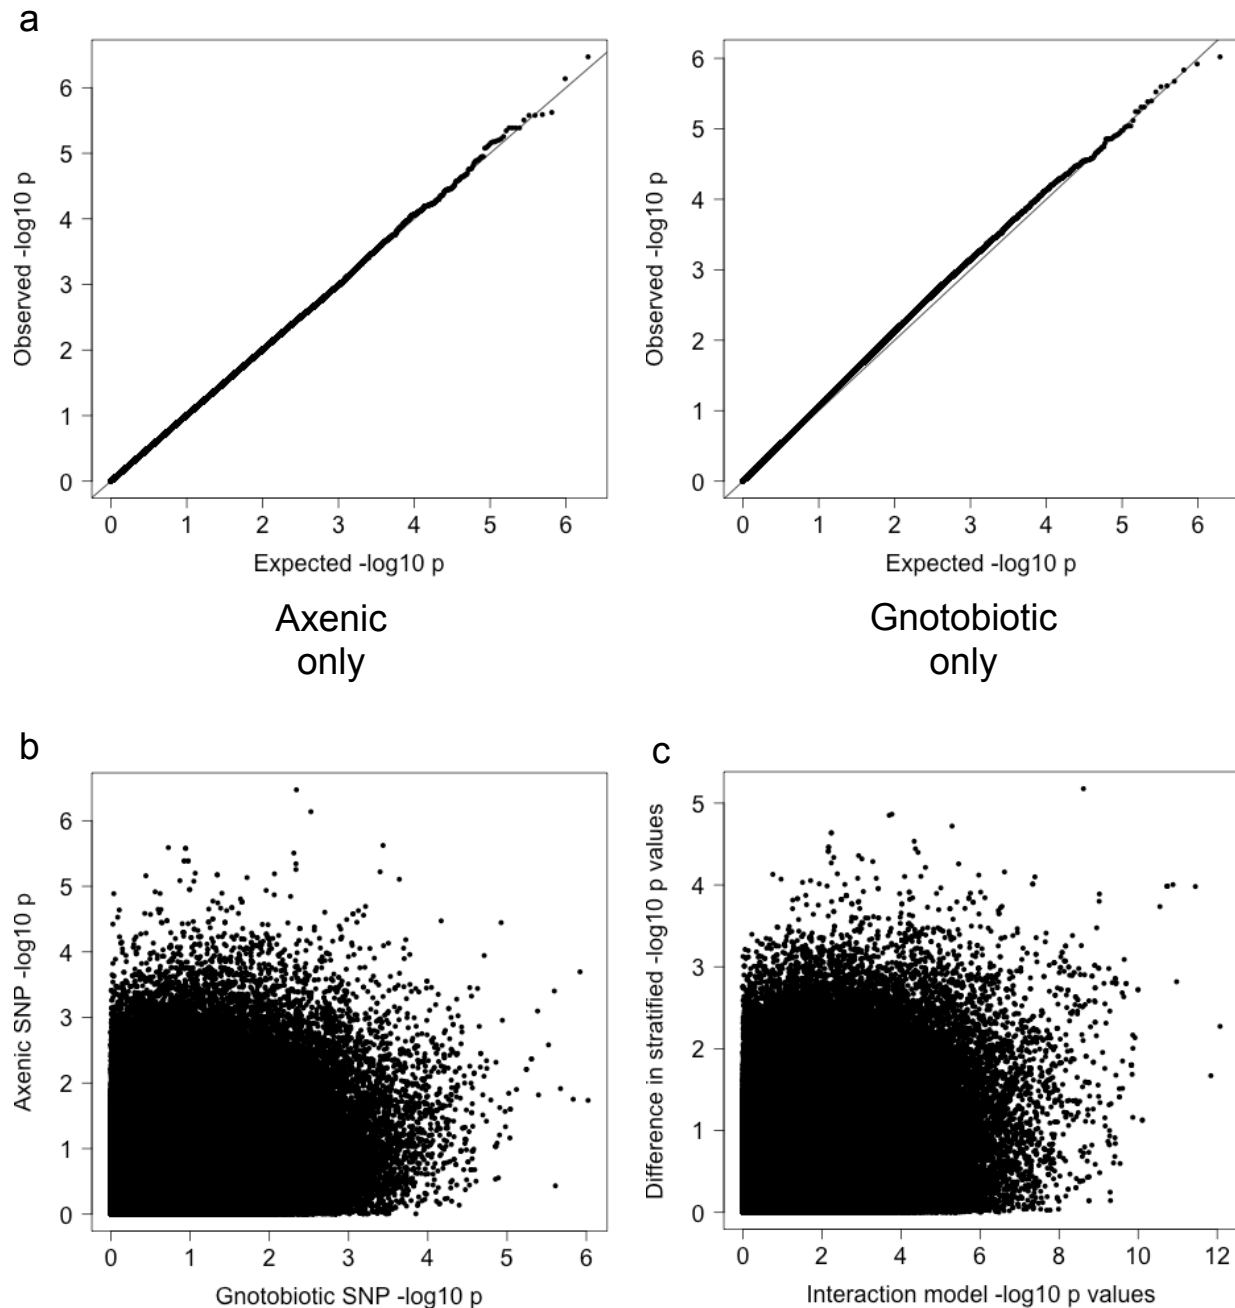 a
6
5
4
3
2
1
0
Observed -log10 p
0 1 2 3 4 5 6
Expected -log10 p
Axenic
only
6
5
4
3
2
1
0
Observed -log10 p
0 1 2 3 4 5 6
Expected -log10 p
Gnotobiotic
only
b
6
5
4
3
2
1
0
Axenic SNP -log10 p
0 1 2 3 4 5 6
Gnotobiotic SNP -log10 p
c
5
4
3
2
1
0
Difference in stratified -log10 p values
0 2 4 6 8 10 12
Interaction model -log10 p values